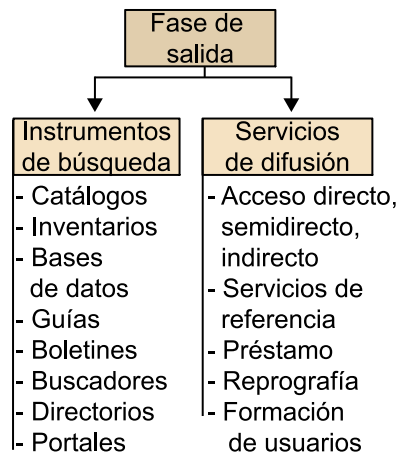 Fase de
salida
Instrumentos
de búsqueda
- Catálogos
- Inventarios
- Bases
de datos
- Guías
- Boletines
- Buscadores
- Directorios
- Portales
Servicios
de difusión
- Acceso directo,
semidirecto,
indirecto
- Servicios de
referencia
- Préstamo
- Reprografía
- Formación
de usuarios